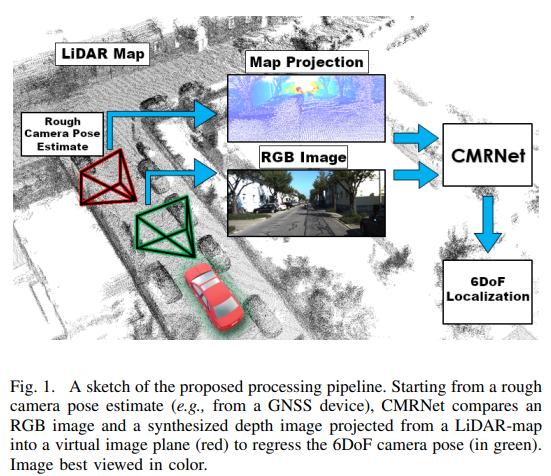 LiDAR Map
Map Projection
Rough
Camera Pose
Estimate
RGB Image
CMRNet
6DoF
Localization
Fig. 1. A sketch of the proposed processing pipeline. Starting from a rough
camera pose estimate (e.g., from a GNSS device), CMRNet compares an
RGB image and a synthesized depth image projected from a LiDAR-map
into a virtual image plane (red) to regress the 6DoF camera pose (in green).
Image best viewed in color.